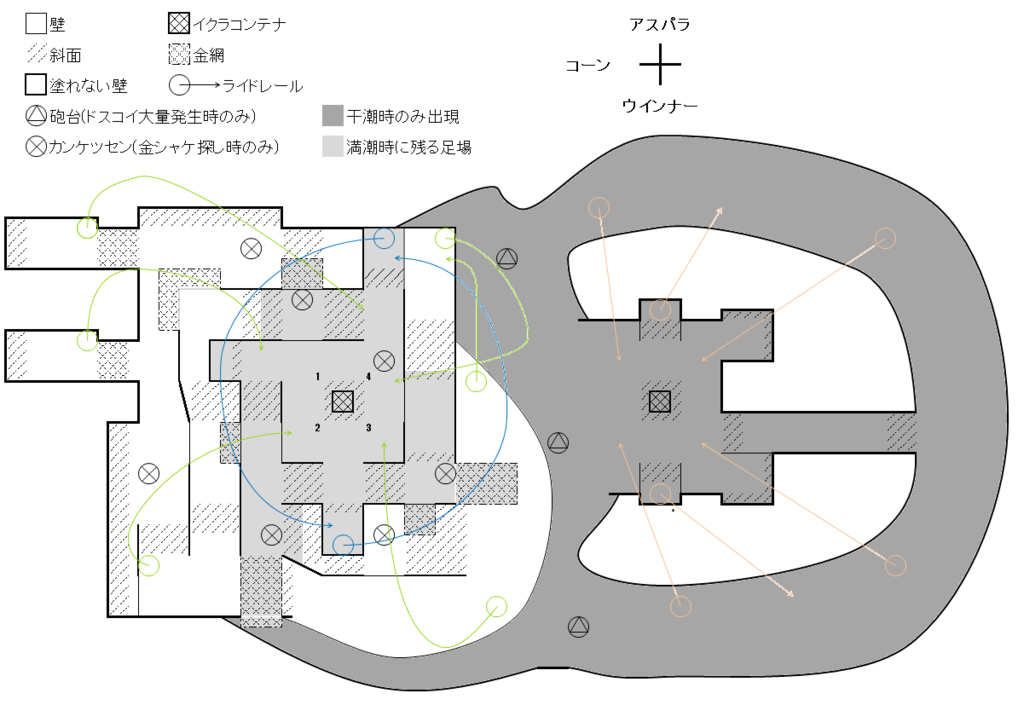 壁
イクラコンテナ
斜面
金網
塗れない壁
ライドレール
砲台(ドスコイ大量発生時のみ)
干潮時のみ出現
カンケツセン(金シャケ探し時のみ)
満潮時に残る足場
アスパラ
コーン
ウインナー
1 4
2 3